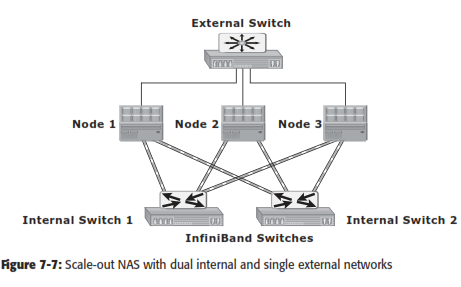 External Switch
Node 1
Node 2
Node 3
Internal Switch 1
Internal Switch 2
InfiniBand Switches
Figure 7-7: Scale-out NAS with dual internal and single external networks